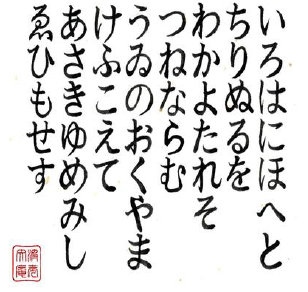 いろはにほへと
ちりぬるを
わかよたれそ
つねならむ
うゐのおくやま
けふこえて
あさきゆめみし
ゑひもせす